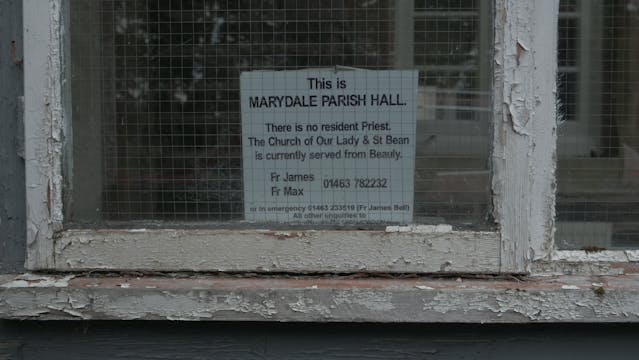 This is
MARYDALE PARISH HALL.
There is no resident Priest.
The Church of Our Lady & St Bean
is currently served from Beauly.
Fr James
Fr Max
01463 782232
or in emergency 01463 233519 (Fr James Bell)
All other enquiries to